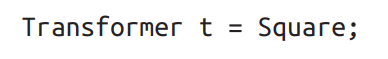 Transformer t = Square;